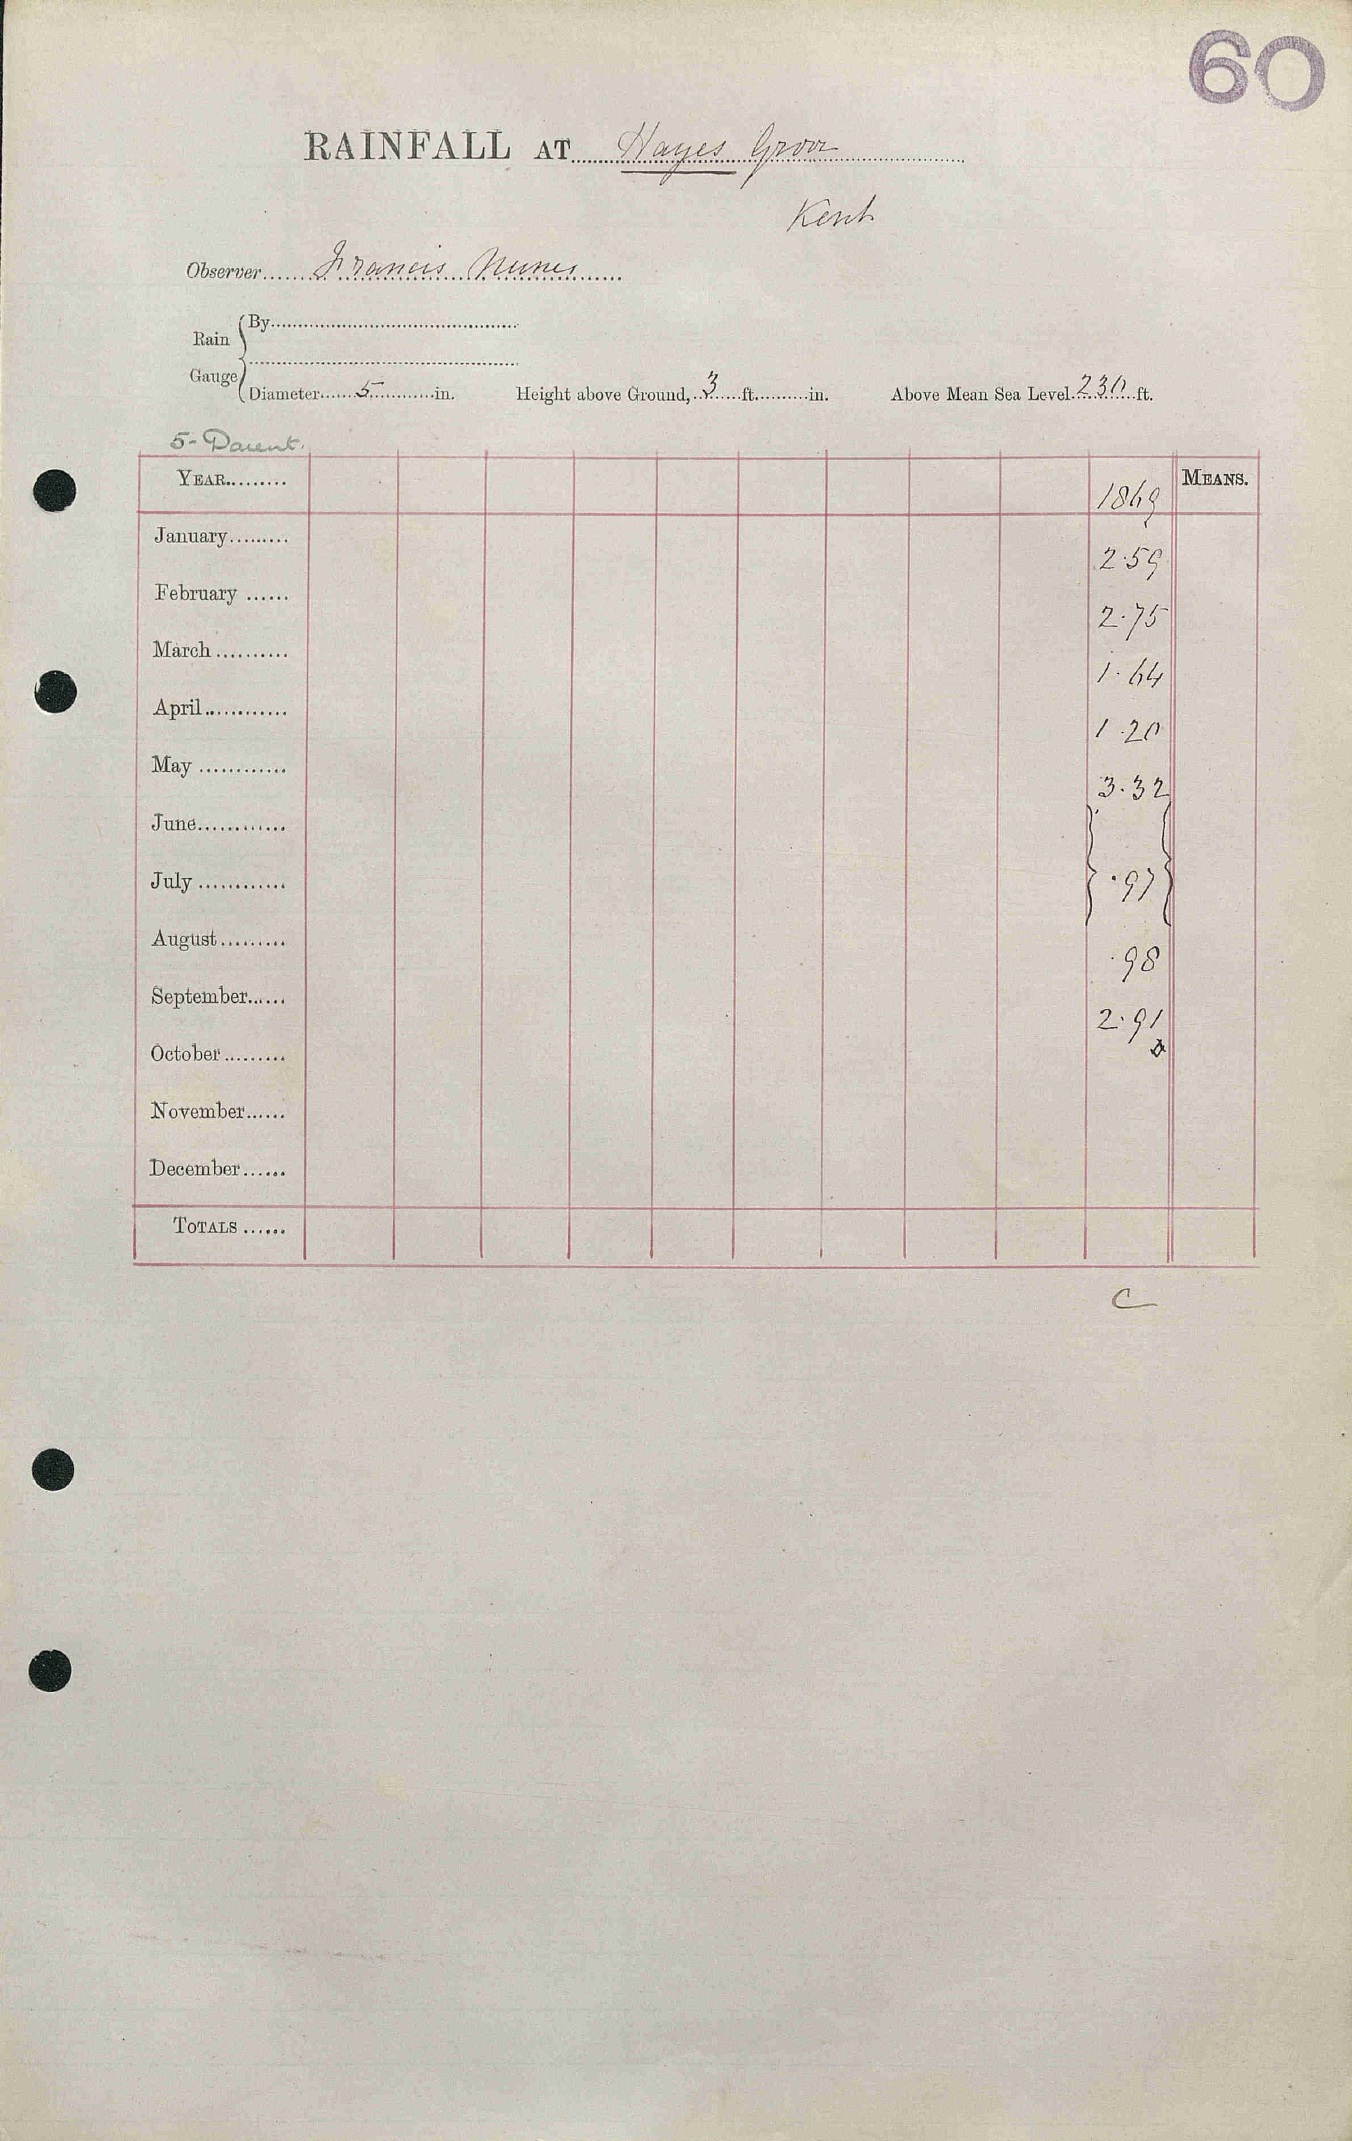 60
RAINFALL AT Hayes Grove
Kent
Observer Francis Nunes
Rain Gauge
By
Diameter 5 in. Height above Ground, 3 ft. in. Above Mean Sea Level 230 ft.
5- Darent.
YEAR 1869 MEANS.
January 2.59
February 2.75
March 1.64
April 1.20
May 3.32
June
July .97
August .98
September 2.91
October
November
December
TOTALS
C